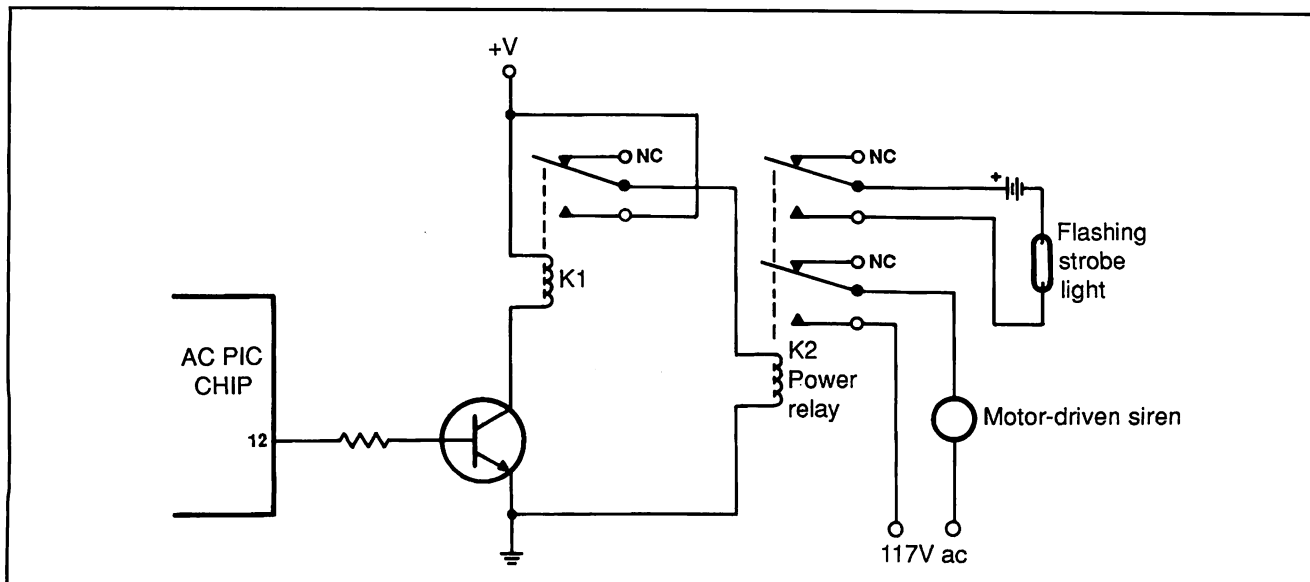 +V
NC
NC
K1
NC
Flashing
strobe
light
AC PIC
CHIP
12
K2
Power
relay
Motor-driven siren
117V ac